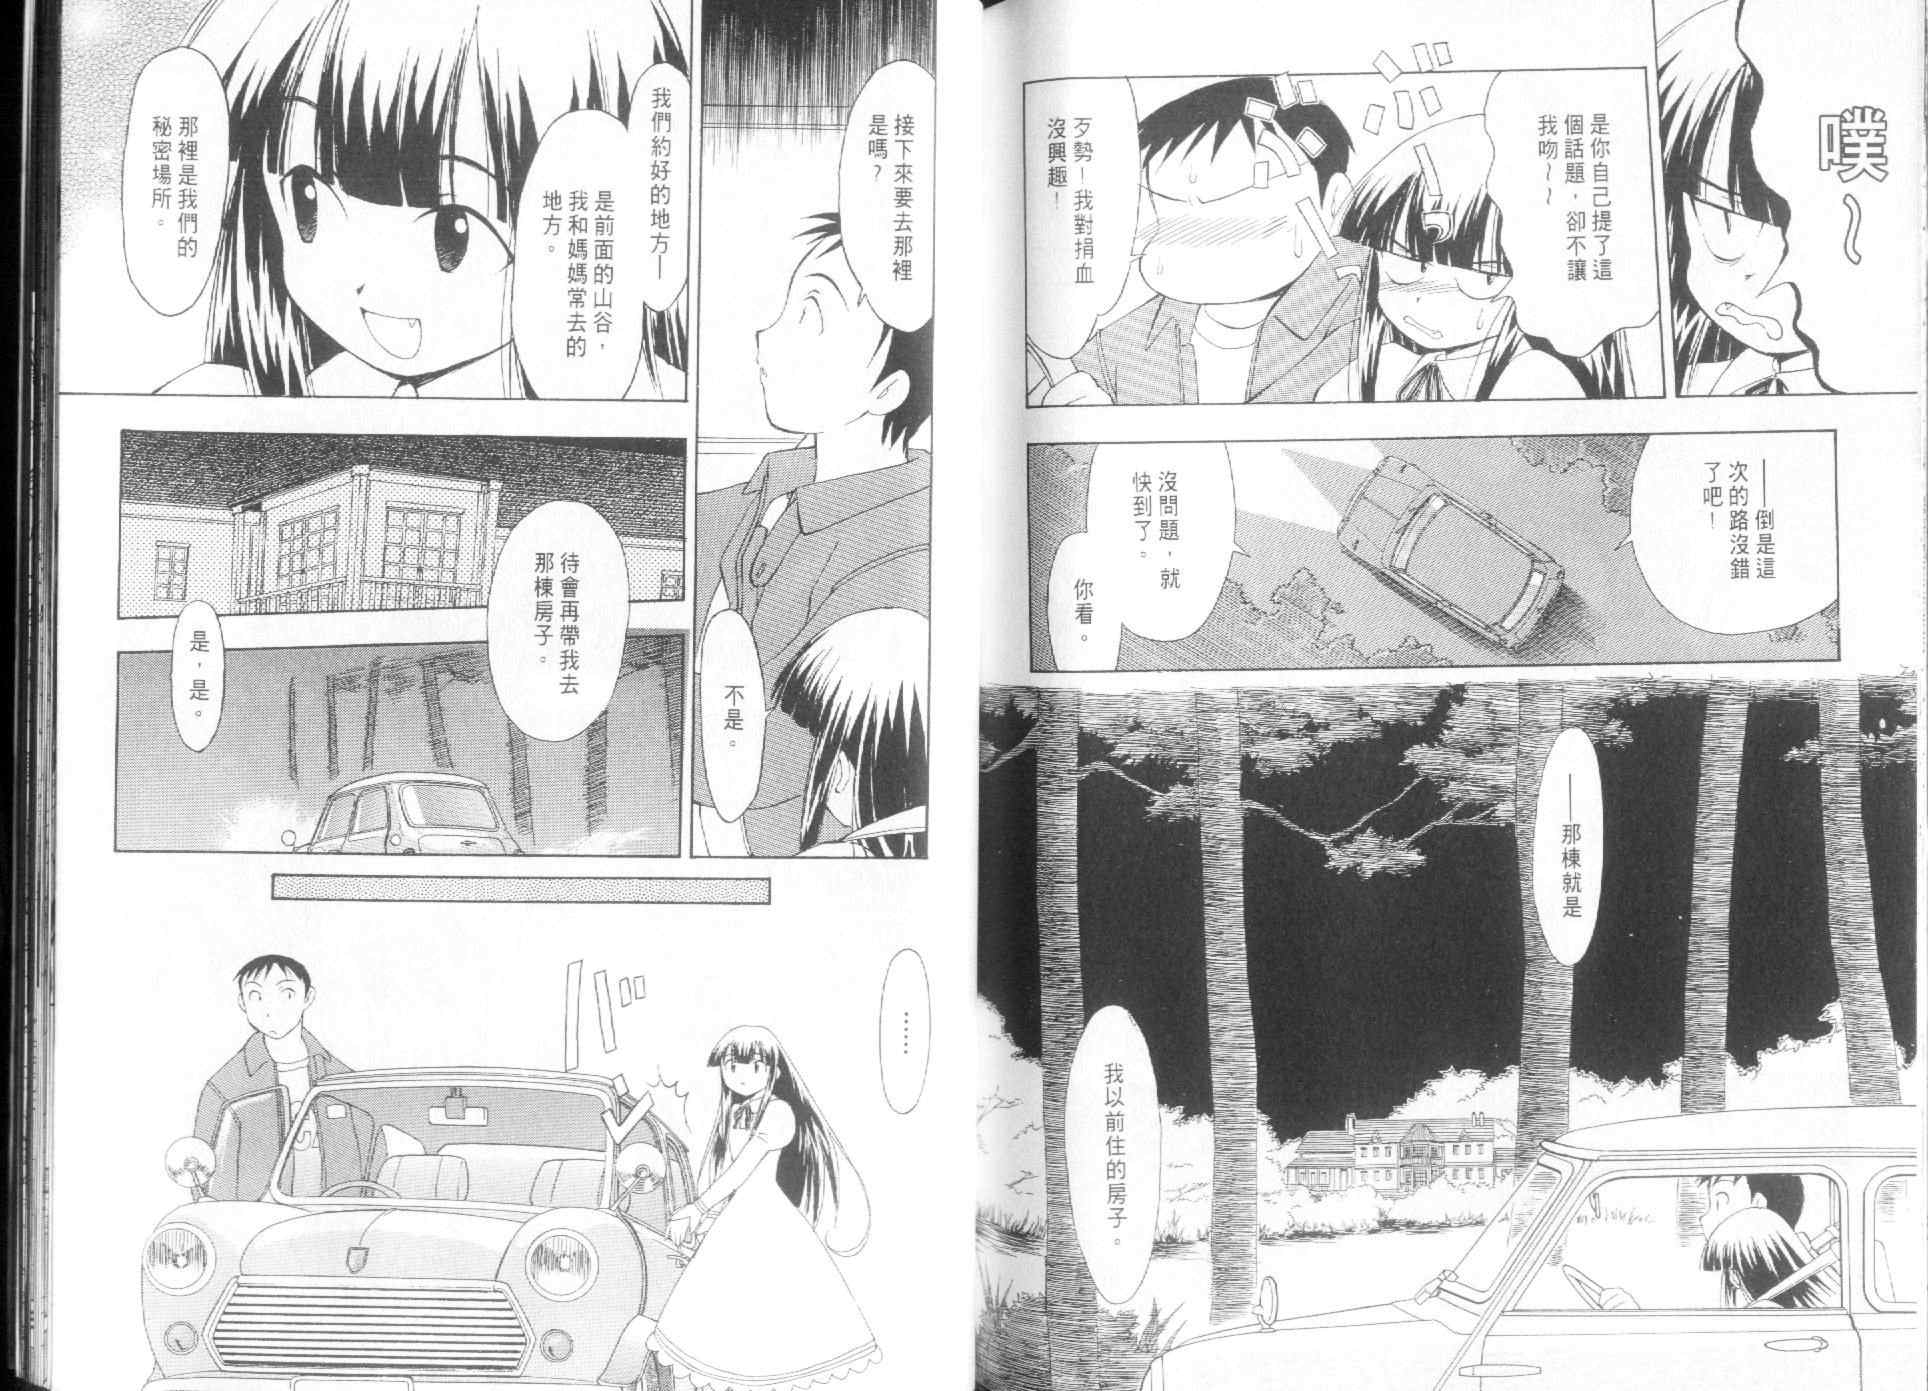 噗～
是你自己提了這
個話題，卻不讓
我吻～～
歹勢！我對捐血
沒興趣！
——倒是這
次的路沒錯
了吧！
沒問題，就
快到了。
你看。
——那棟就是
我以前住的房子。
接下來要去那裡
是嗎？
不是。
我們約好的地方—
是前面的山谷，
我和媽媽常去的
地方。
那裡是我們的
秘密場所。
待會再帶我去
那棟房子。
是，是。
……